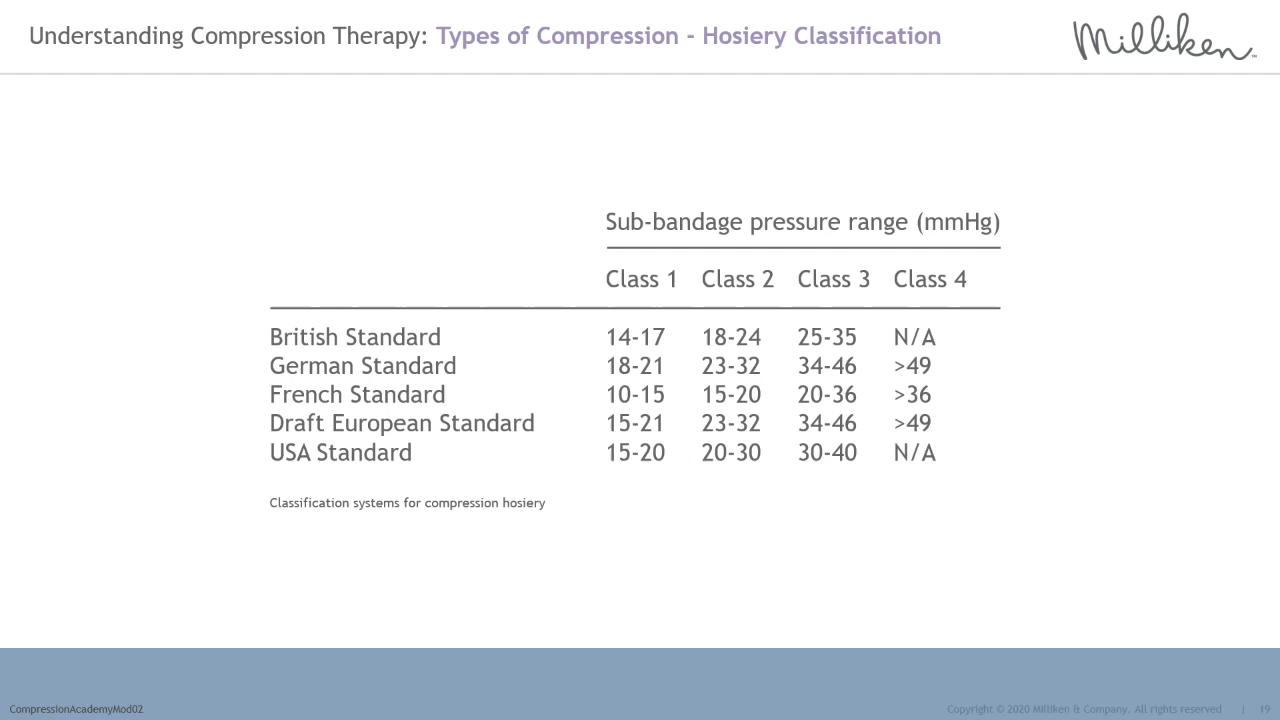 Understanding Compression Therapy: Types of Compression - Hosiery Classification
Milliken™
Sub-bandage pressure range (mmHg)
Class 1 Class 2 Class 3 Class 4
British Standard 14-17 18-24 25-35 N/A
German Standard 18-21 23-32 34-46 >49
French Standard 10-15 15-20 20-36 >36
Draft European Standard 15-21 23-32 34-46 >49
USA Standard 15-20 20-30 30-40 N/A
Classification systems for compression hosiery
CompressionAcademyMod02
Copyright © 2020 Milliken & Company. All rights reserved | 19